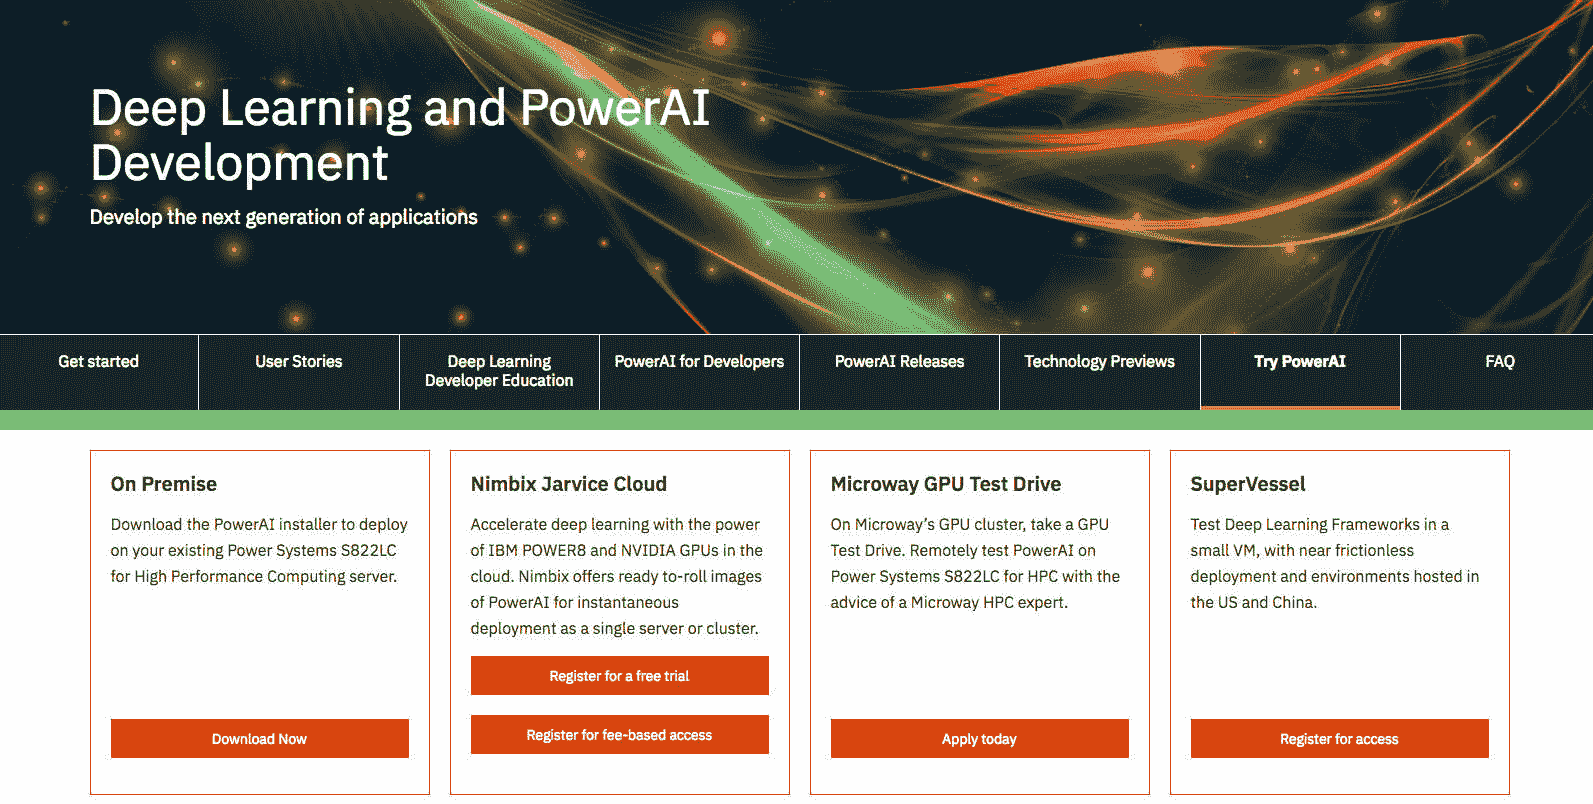 Deep Learning and PowerAI
Development
Develop the next generation of applications
Get started
User Stories
Deep Learning
Developer Education
PowerAI for Developers
PowerAI Releases
Technology Previews
Try PowerAI
FAQ
On Premise
Download the PowerAI installer to deploy
on your existing Power Systems S822LC
for High Performance Computing server.
Download Now
Nimbix Jarvice Cloud
Accelerate deep learning with the power
of IBM POWER8 and NVIDIA GPUs in the
cloud. Nimbix offers ready to-roll images
of PowerAI for instantaneous
deployment as a single server or cluster.
Register for a free trial
Register for fee-based access
Microway GPU Test Drive
On Microway’s GPU cluster, take a GPU
Test Drive. Remotely test PowerAI on
Power Systems S822LC for HPC with the
advice of a Microway HPC expert.
Apply today
SuperVessel
Test Deep Learning Frameworks in a
small VM, with near frictionless
deployment and environments hosted in
the US and China.
Register for access